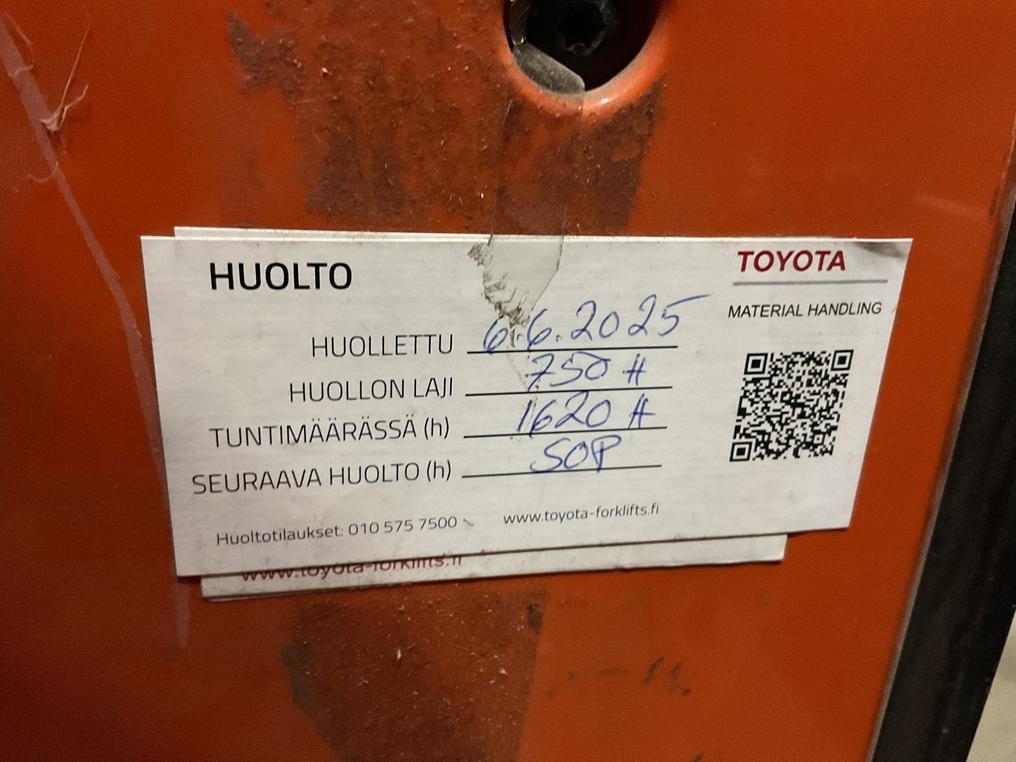 HUOLTO
TOYOTA
MATERIAL HANDLING
HUOLLETTU 6.6.2025
HUOLLON LAJI 750 H
TUNTIMÄÄRÄSSÄ (h) 1620 H
SEURAAVA HUOLTO (h) SOP
Huoltotilaukset: 010 575 7500 www.toyota-forklifts.fi
www.toyota-forklifts.fi